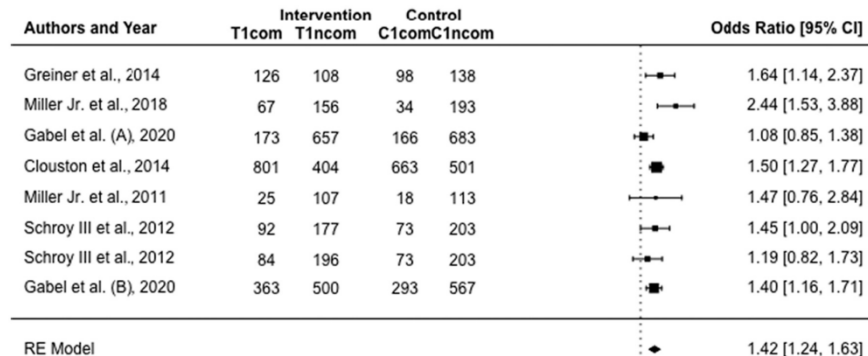 Intervention Control
Authors and Year T1com T1ncom C1comC1ncom Odds Ratio [95% CI]
Greiner et al., 2014 126 108 98 138 1.64 [1.14, 2.37]
Miller Jr. et al., 2018 67 156 34 193 2.44 [1.53, 3.88]
Gabel et al. (A), 2020 173 657 166 683 1.08 [0.85, 1.38]
Clouston et al., 2014 801 404 663 501 1.50 [1.27, 1.77]
Miller Jr. et al., 2011 25 107 18 113 1.47 [0.76, 2.84]
Schroy III et al., 2012 92 177 73 203 1.45 [1.00, 2.09]
Schroy III et al., 2012 84 196 73 203 1.19 [0.82, 1.73]
Gabel et al. (B), 2020 363 500 293 567 1.40 [1.16, 1.71]
RE Model 1.42 [1.24, 1.63]